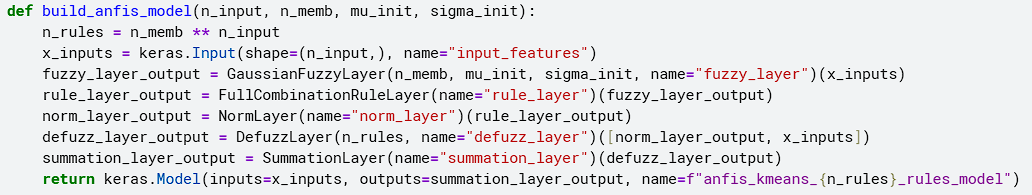 def build_anfis_model(n_input, n_memb, mu_init, sigma_init):
    n_rules = n_memb ** n_input
    x_inputs = keras.Input(shape=(n_input,), name="input_features")
    fuzzy_layer_output = GaussianFuzzyLayer(n_memb, mu_init, sigma_init, name="fuzzy_layer")(x_inputs)
    rule_layer_output = FullCombinationRuleLayer(name="rule_layer")(fuzzy_layer_output)
    norm_layer_output = NormLayer(name="norm_layer")(rule_layer_output)
    defuzz_layer_output = DefuzzLayer(n_rules, name="defuzz_layer")([norm_layer_output, x_inputs])
    summation_layer_output = SummationLayer(name="summation_layer")(defuzz_layer_output)
    return keras.Model(inputs=x_inputs, outputs=summation_layer_output, name=f"anfis_kmeans_{n_rules}_rules_model")